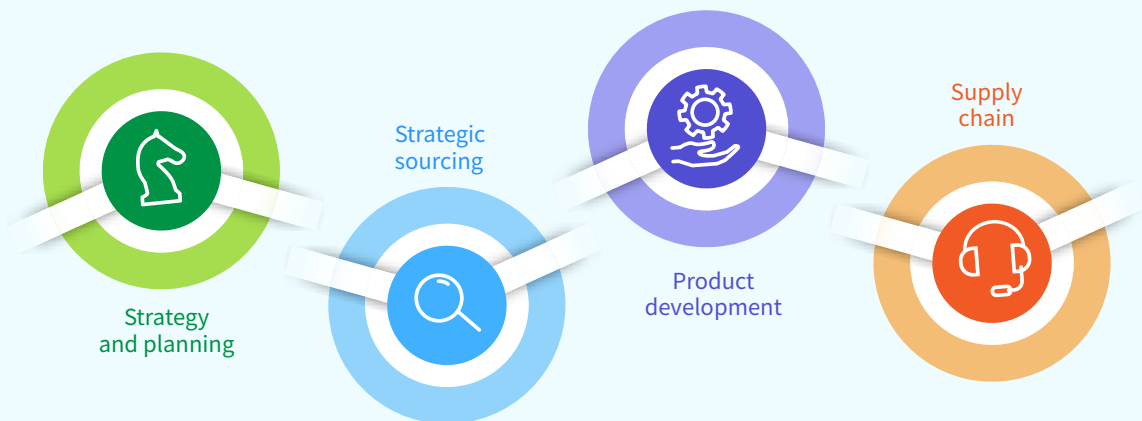 Strategy
and planning
Strategic
sourcing
Product
development
Supply
chain